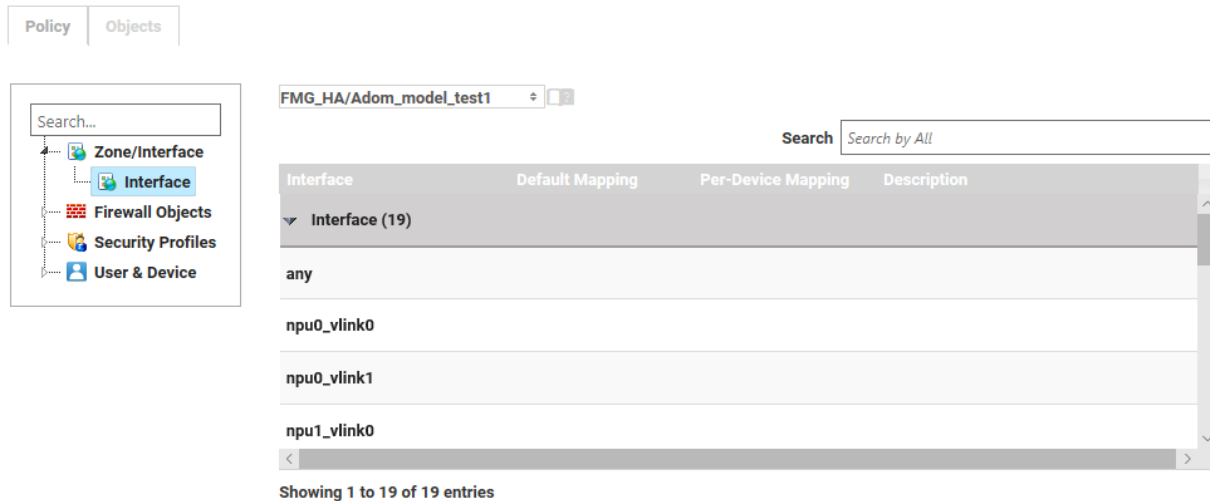 Policy
Objects
Search...
Zone/Interface
Interface
Firewall Objects
Security Profiles
User & Device
FMG_HA/Adom_model_test1
?
Search
Search by All
Interface Default Mapping Per-Device Mapping Description
Interface (19)
any
npu0_vlink0
npu0_vlink1
npu1_vlink0
Showing 1 to 19 of 19 entries